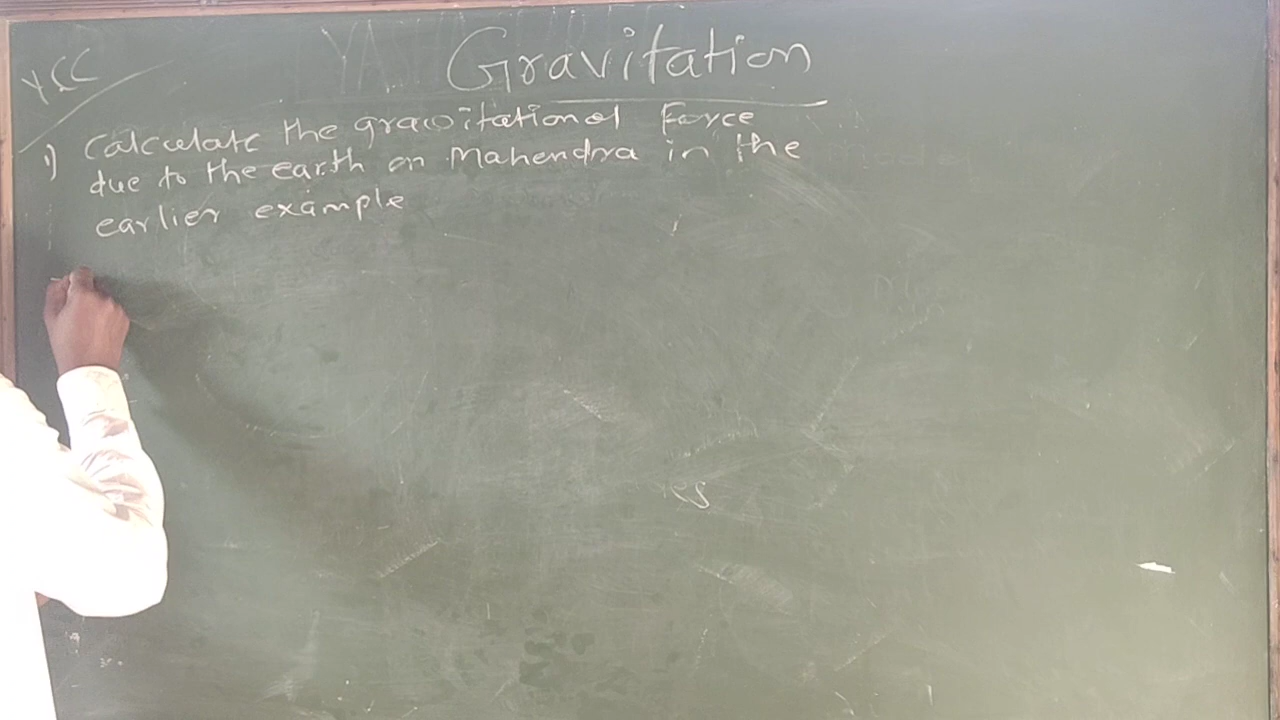 YCC
Gravitation
1) Calculate the gravitational Force
due to the earth on Mahendra in the
earlier example